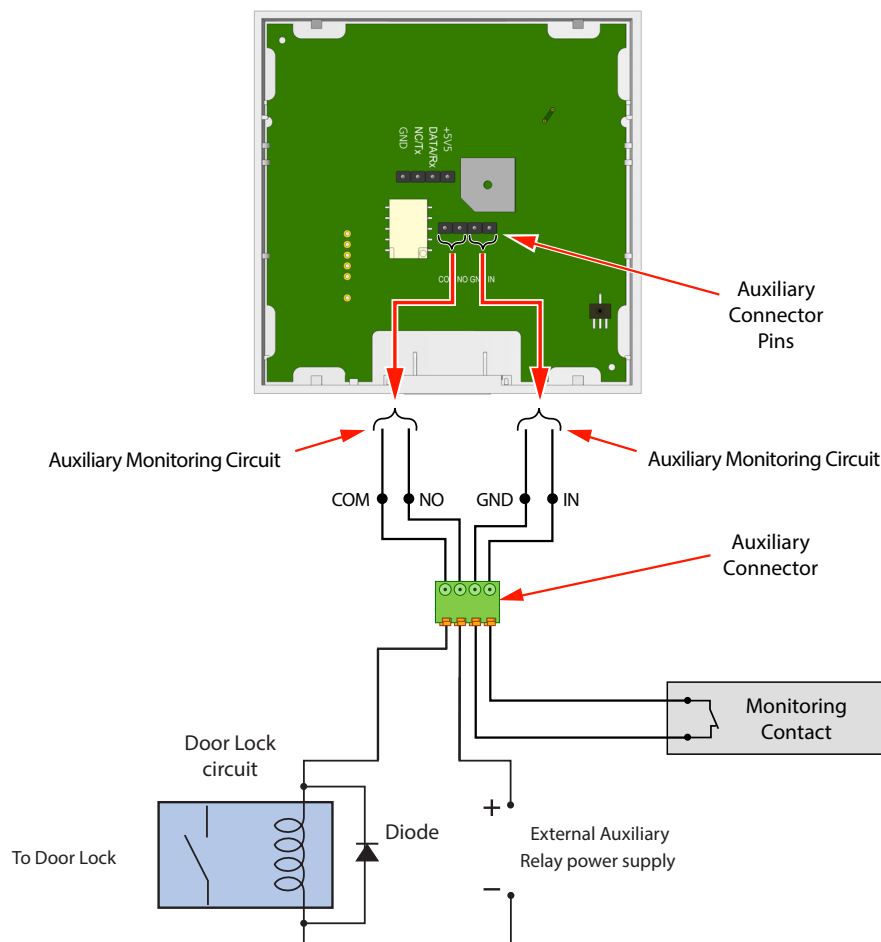 GND
NC/Tx
DATA/Rx
+5V5
NO GND IN
Auxiliary
Connector
Pins
Auxiliary Monitoring Circuit
Auxiliary Monitoring Circuit
COM
NO
GND
IN
Auxiliary
Connector
Monitoring
Contact
Door Lock
circuit
+
Diode
External Auxiliary
Relay power supply
To Door Lock
−